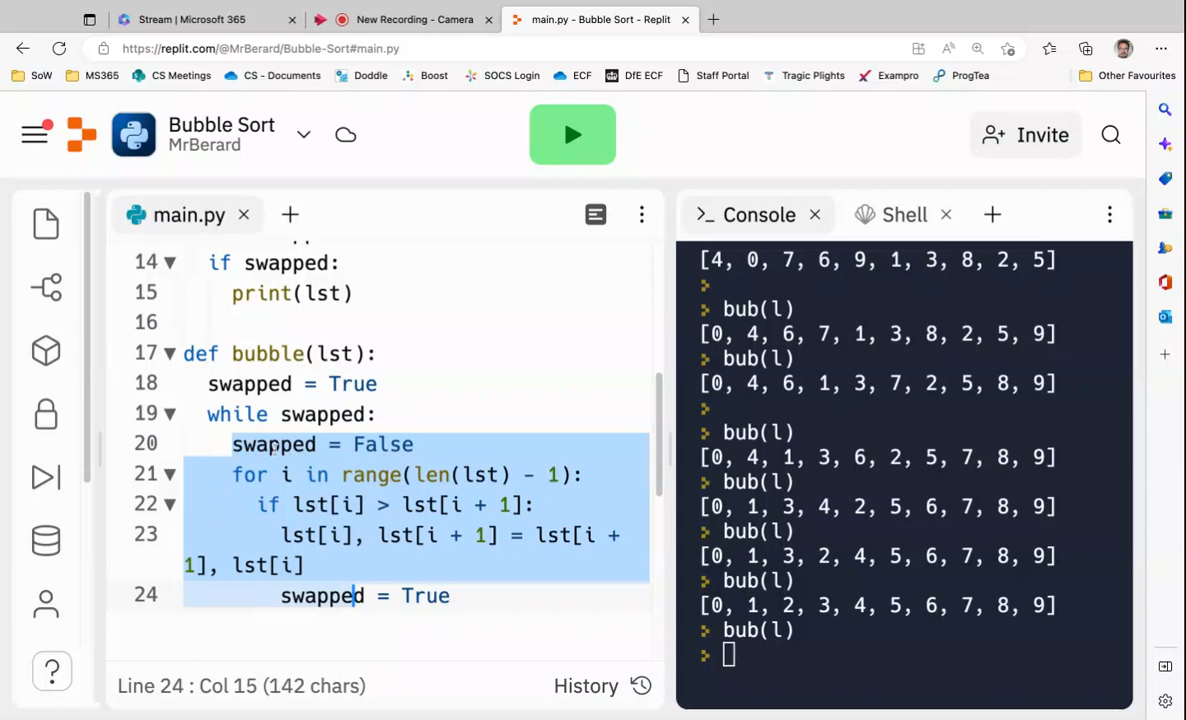 Stream | Microsoft 365
New Recording - Camera
main.py - Bubble Sort - Replit
https://replit.com/@MrBerard/Bubble-Sort#main.py
SoW
MS365
CS Meetings
CS - Documents
Doddle
Boost
SOCS Login
ECF
DfE ECF
Staff Portal
Tragic Plights
Exampro
ProgTea
Other Favourites
Bubble Sort
MrBerard
Invite
main.py
14 if swapped:
15 print(lst)
16
17 def bubble(lst):
18 swapped = True
19 while swapped:
20 swapped = False
21 for i in range(len(lst) - 1):
22 if lst[i] > lst[i + 1]:
23 lst[i], lst[i + 1] = lst[i +
1], lst[i]
24 swapped = True
Line 24 : Col 15 (142 chars)
History
Console
Shell
[4, 0, 7, 6, 9, 1, 3, 8, 2, 5]
bub(l)
[0, 4, 6, 7, 1, 3, 8, 2, 5, 9]
bub(l)
[0, 4, 6, 1, 3, 7, 2, 5, 8, 9]
bub(l)
[0, 4, 1, 3, 6, 2, 5, 7, 8, 9]
bub(l)
[0, 1, 3, 4, 2, 5, 6, 7, 8, 9]
bub(l)
[0, 1, 3, 2, 4, 5, 6, 7, 8, 9]
bub(l)
[0, 1, 2, 3, 4, 5, 6, 7, 8, 9]
bub(l)